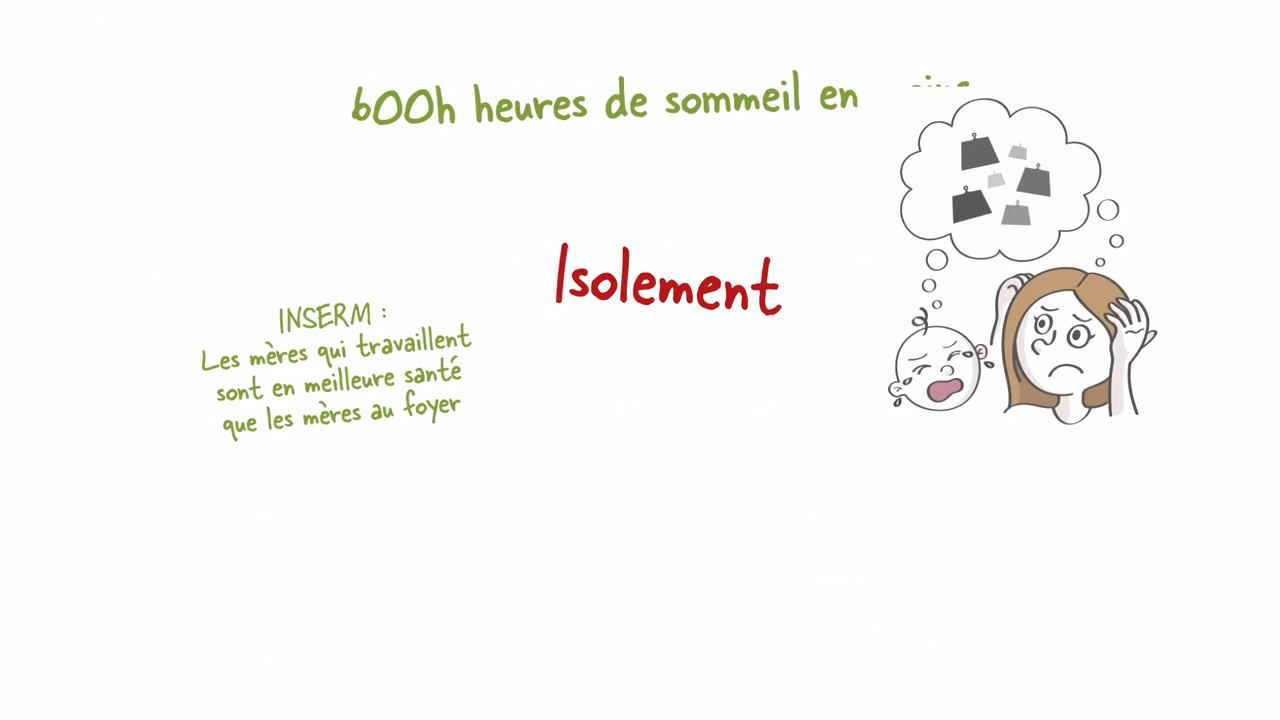 600h heures de sommeil en
Isolement
INSERM :
Les mères qui travaillent
sont en meilleure santé
que les mères au foyer